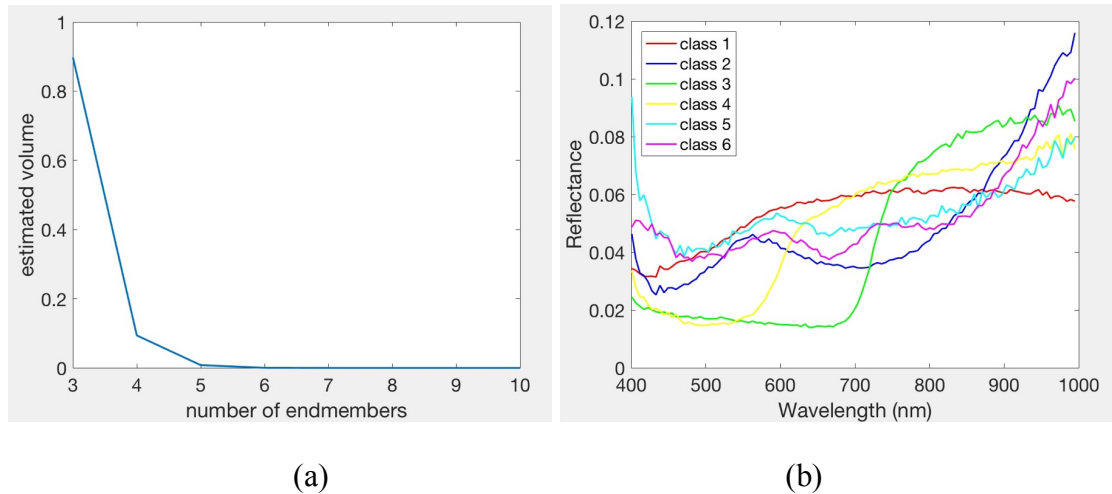 1
0.8
0.6
0.4
0.2
0
3 4 5 6 7 8 9 10
estimated volume
number of endmembers
(a)
0.12
0.1
0.08
0.06
0.04
0.02
0
400 500 600 700 800 900 1000
Reflectance
Wavelength (nm)
class 1
class 2
class 3
class 4
class 5
class 6
(b)